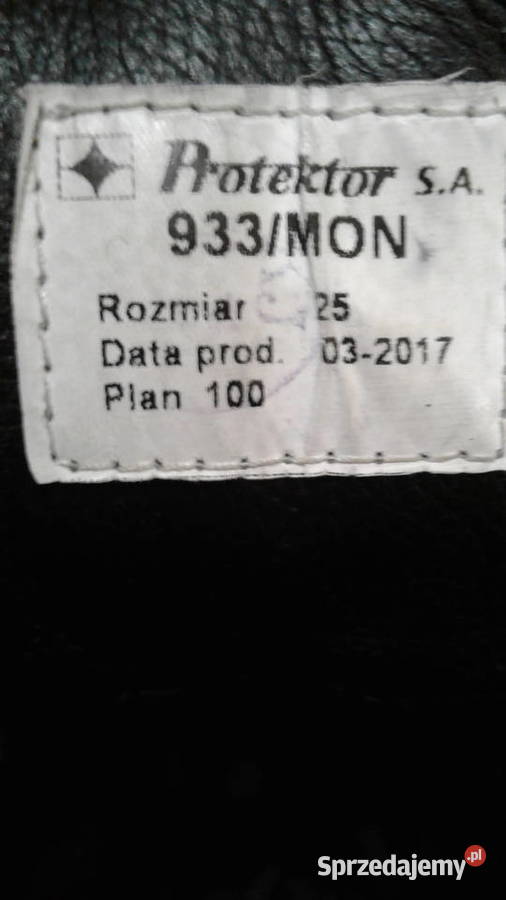 Protektor S.A.
933/MON
Rozmiar 25
Data prod. 03-2017
Plan 100
Sprzedajemy.pl